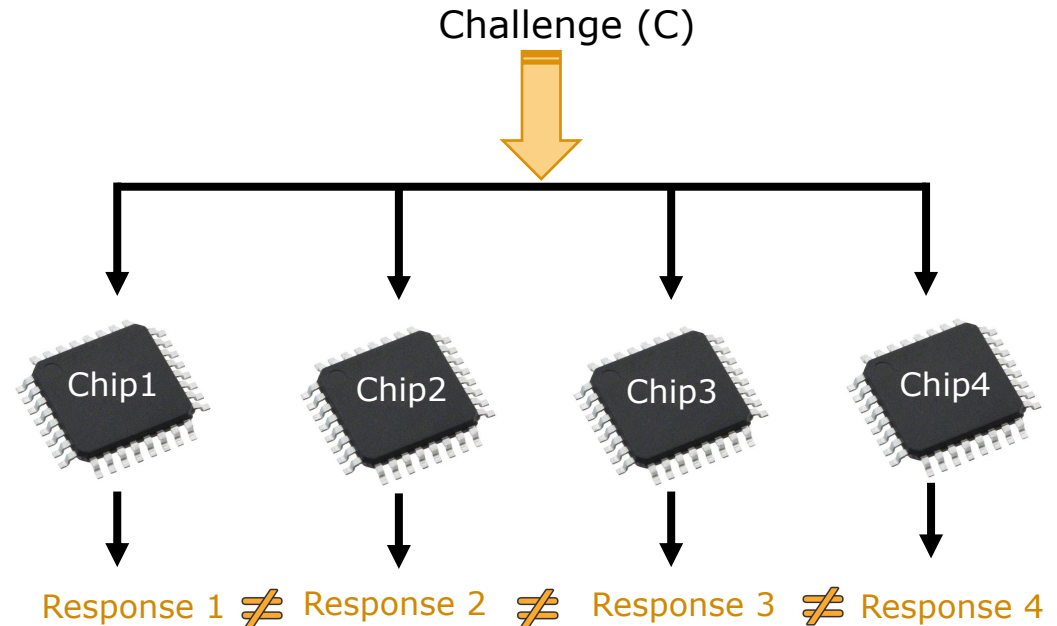 Challenge (C)
Chip1
Chip2
Chip3
Chip4
Response 1 ≠ Response 2 ≠ Response 3 ≠ Response 4